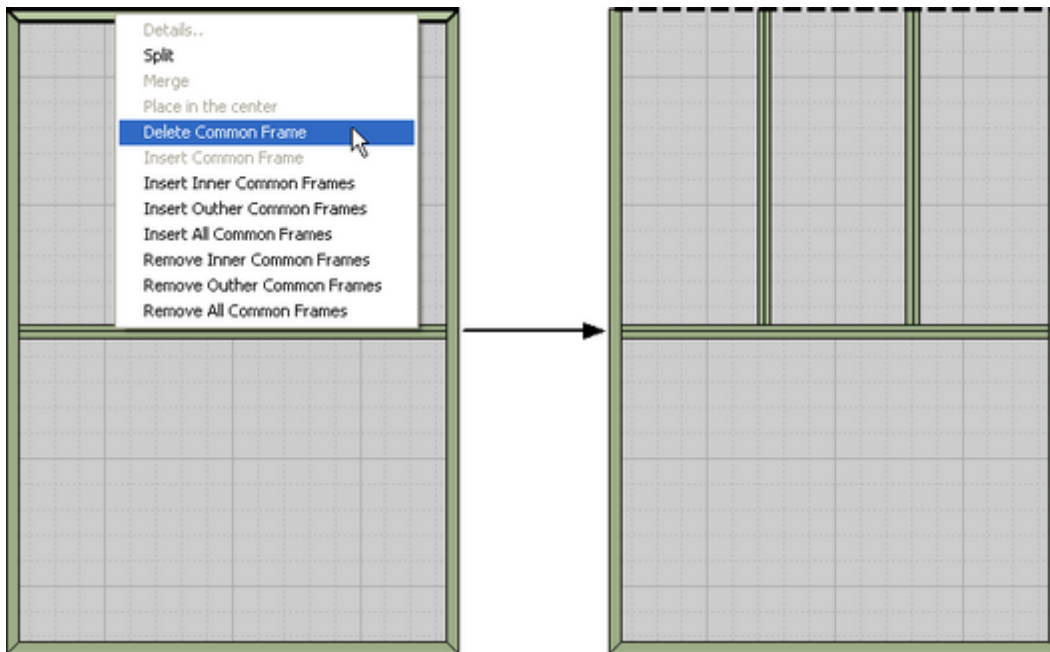 Details..
Split
Merge
Place in the center
Delete Common Frame
Insert Common Frame
Insert Inner Common Frames
Insert Outher Common Frames
Insert All Common Frames
Remove Inner Common Frames
Remove Outher Common Frames
Remove All Common Frames